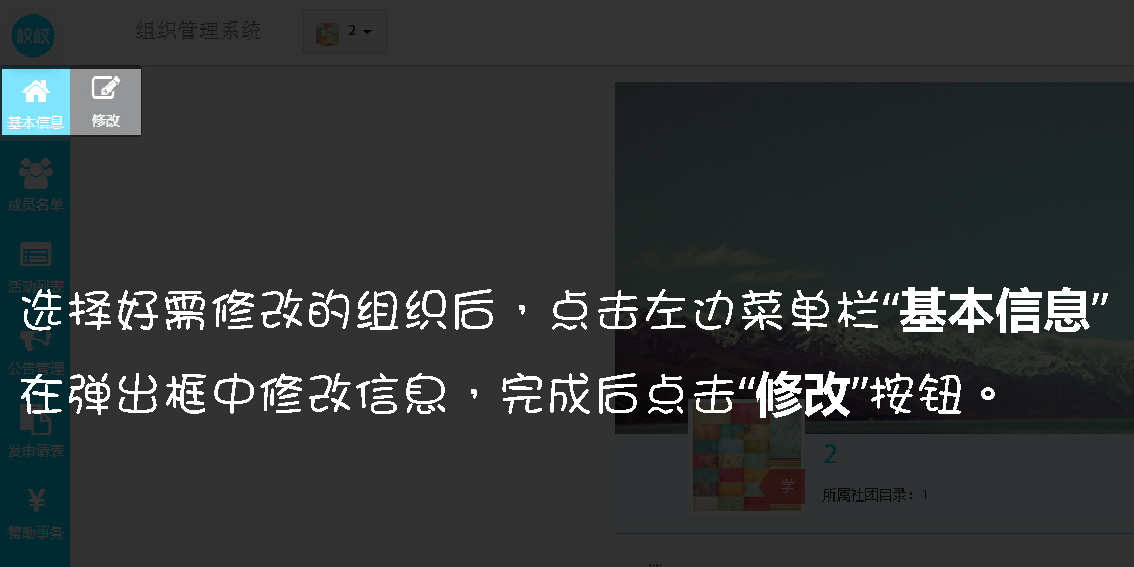 校校
组织管理系统
2
基本信息
修改
成员名单
活动列表
选择好需修改的组织后，点击左边菜单栏“基本信息”
公告管理
在弹出框中修改信息，完成后点击“修改”按钮。
发申请表
2
学
所属社团目录：1
赞助事务